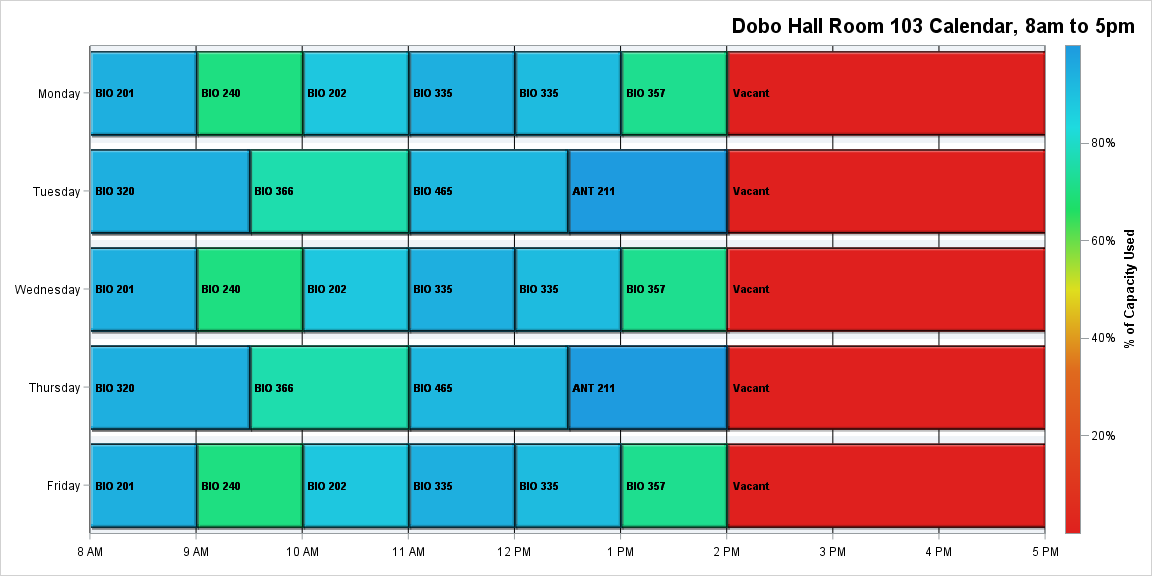 Dobo Hall Room 103 Calendar, 8am to 5pm
Monday BIO 201 BIO 240 BIO 202 BIO 335 BIO 335 BIO 357 Vacant
80%
Tuesday BIO 320 BIO 366 BIO 465 ANT 211 Vacant
60%
Wednesday BIO 201 BIO 240 BIO 202 BIO 335 BIO 335 BIO 357 Vacant
% of Capacity Used
40%
Thursday BIO 320 BIO 366 BIO 465 ANT 211 Vacant
20%
Friday BIO 201 BIO 240 BIO 202 BIO 335 BIO 335 BIO 357 Vacant
8 AM 9 AM 10 AM 11 AM 12 PM 1 PM 2 PM 3 PM 4 PM 5 PM